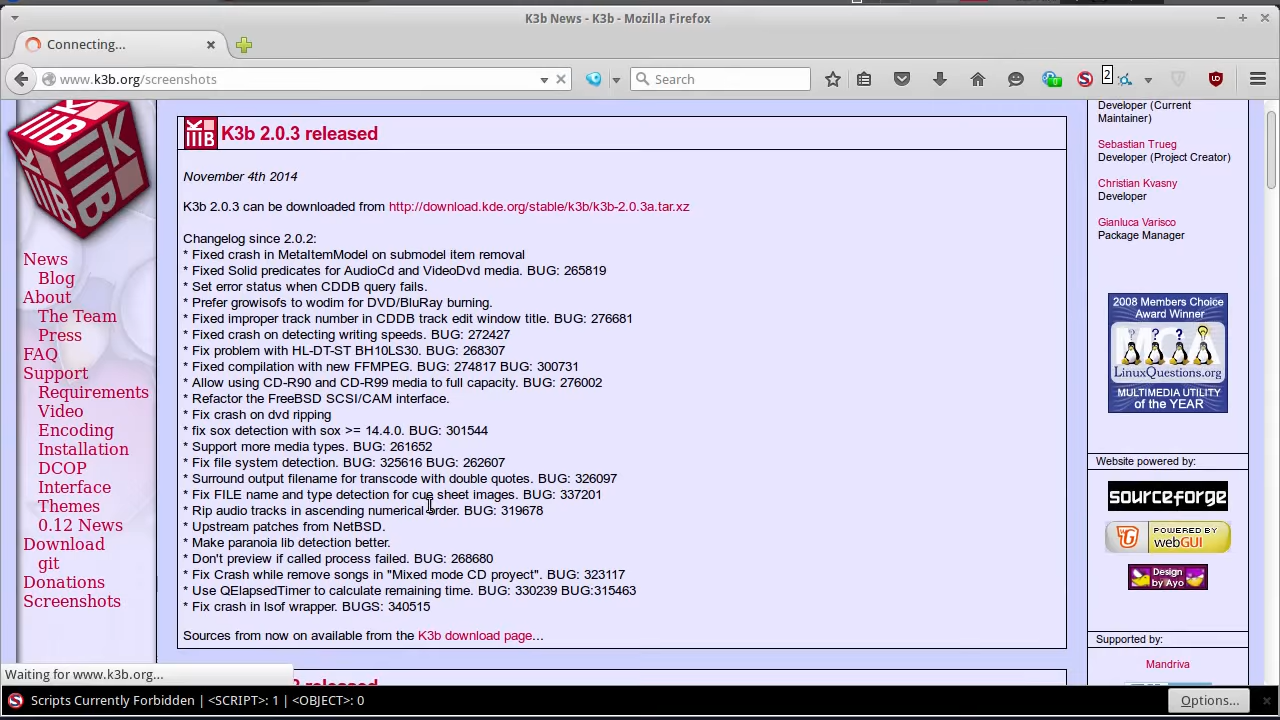 K3b News - K3b - Mozilla Firefox
Connecting...
www.k3b.org/screenshots
Search
0
2
UD
K3b 2.0.3 released
November 4th 2014
K3b 2.0.3 can be downloaded from http://download.kde.org/stable/k3b/k3b-2.0.3a.tar.xz
Changelog since 2.0.2:
* Fixed crash in MetaItemModel on submodel item removal
* Fixed Solid predicates for AudioCd and VideoDvd media. BUG: 265819
* Set error status when CDDB query fails.
* Prefer growisofs to wodim for DVD/BluRay burning.
* Fixed improper track number in CDDB track edit window title. BUG: 276681
* Fixed crash on detecting writing speeds. BUG: 272427
* Fix problem with HL-DT-ST BH10LS30. BUG: 268307
* Fixed compilation with new FFMPEG. BUG: 274817 BUG: 300731
* Allow using CD-R90 and CD-R99 media to full capacity. BUG: 276002
* Refactor the FreeBSD SCSI/CAM interface.
* Fix crash on dvd ripping
* fix sox detection with sox >= 14.4.0. BUG: 301544
* Support more media types. BUG: 261652
* Fix file system detection. BUG: 325616 BUG: 262607
* Surround output filename for transcode with double quotes. BUG: 326097
* Fix FILE name and type detection for cue sheet images. BUG: 337201
* Rip audio tracks in ascending numerical order. BUG: 319678
* Upstream patches from NetBSD.
* Make paranoia lib detection better.
* Don't preview if called process failed. BUG: 268680
* Fix Crash while remove songs in "Mixed mode CD proyect". BUG: 323117
* Use QElapsedTimer to calculate remaining time. BUG: 330239 BUG:315463
* Fix crash in lsof wrapper. BUGS: 340515
Sources from now on available from the K3b download page...
News
Blog
About
The Team
Press
FAQ
Support
Requirements
Video
Encoding
Installation
DCOP
Interface
Themes
0.12 News
Download
git
Donations
Screenshots
Developer (Current
Maintainer)
Sebastian Trueg
Developer (Project Creator)
Christian Kvasny
Developer
Gianluca Varisco
Package Manager
2008 Members Choice
Award Winner
MCA
LinuxQuestions.org
MULTIMEDIA UTILITY
of the YEAR
Website powered by:
sourceforge
POWERED BY
webGUI
Design
by Ayo
Supported by:
Mandriva
Waiting for www.k3b.org...
Scripts Currently Forbidden | <SCRIPT>: 1 | <OBJECT>: 0
Options...